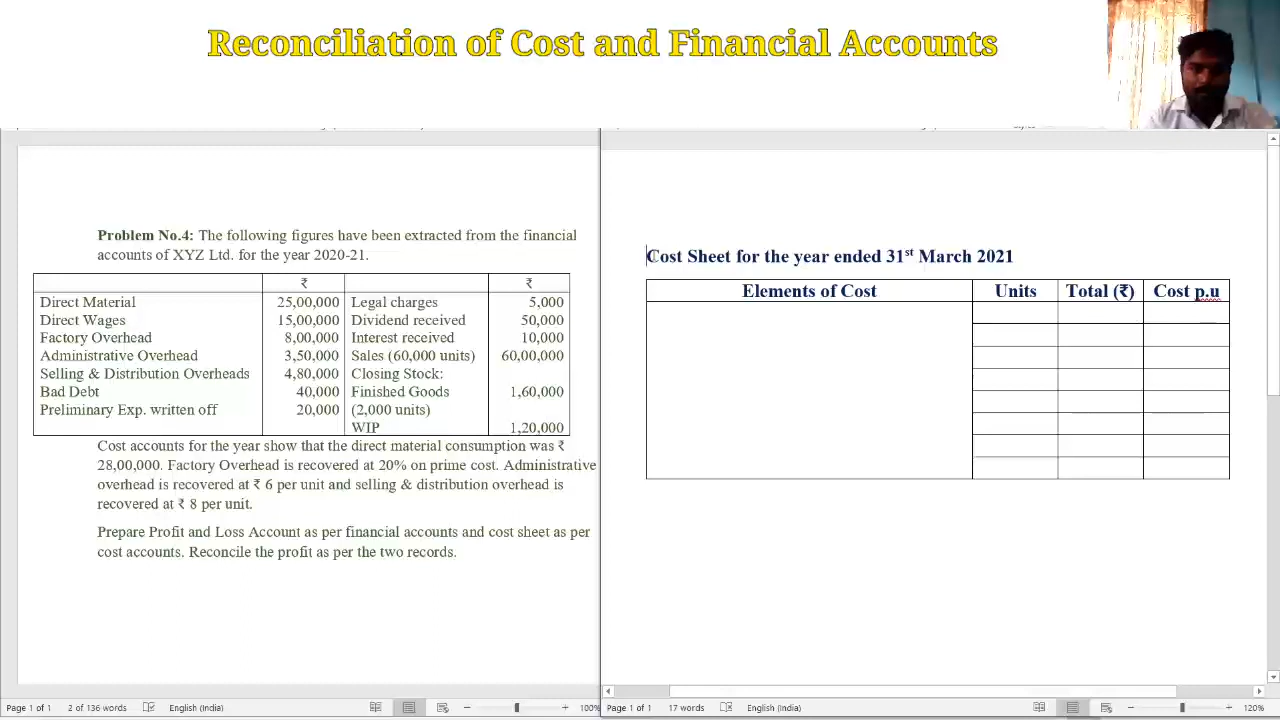 Reconciliation of Cost and Financial Accounts
Problem No.4: The following figures have been extracted from the financial
accounts of XYZ Ltd. for the year 2020-21.
₹ ₹
Direct Material 25,00,000 Legal charges 5,000
Direct Wages 15,00,000 Dividend received 50,000
Factory Overhead 8,00,000 Interest received 10,000
Administrative Overhead 3,50,000 Sales (60,000 units) 60,00,000
Selling & Distribution Overheads 4,80,000 Closing Stock:
Bad Debt 40,000 Finished Goods 1,60,000
Preliminary Exp. written off 20,000 (2,000 units)
WIP 1,20,000
Cost accounts for the year show that the direct material consumption was ₹
28,00,000. Factory Overhead is recovered at 20% on prime cost. Administrative
overhead is recovered at ₹ 6 per unit and selling & distribution overhead is
recovered at ₹ 8 per unit.
Prepare Profit and Loss Account as per financial accounts and cost sheet as per
cost accounts. Reconcile the profit as per the two records.
Page 1 of 1 2 of 136 words English (India) 100%
Cost Sheet for the year ended 31st March 2021
Elements of Cost Units Total (₹) Cost p.u
Page 1 of 1 17 words English (India) 120%